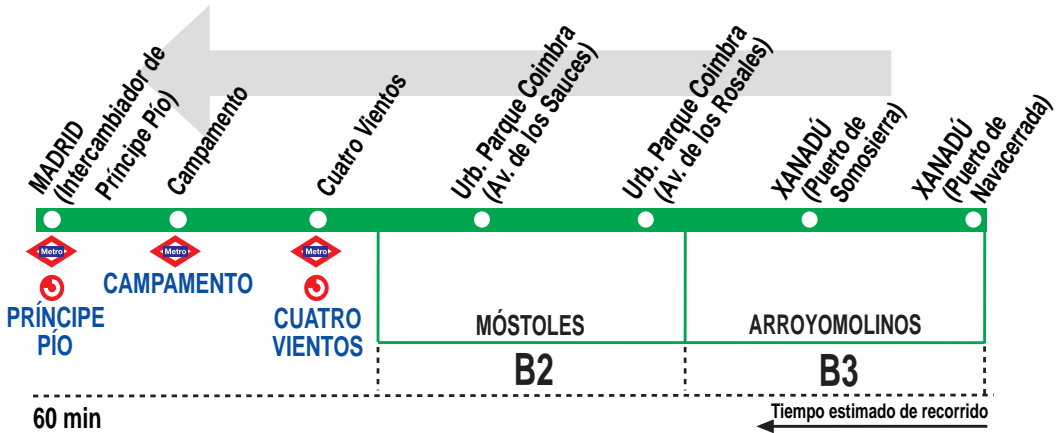 MADRID
(Intercambiador de
Príncipe Pío)
Campamento
Cuatro Vientos
Urb. Parque Coimbra
(Av. de los Sauces)
Urb. Parque Coimbra
(Av. de los Rosales)
XANADÚ
(Puerto de
Somosierra)
XANADÚ
(Puerto de
Navacerrada)
Metro
Metro
Metro
PRÍNCIPE
PÍO
CAMPAMENTO
CUATRO
VIENTOS
MÓSTOLES
ARROYOMOLINOS
B2
B3
60 min
Tiempo estimado de recorrido